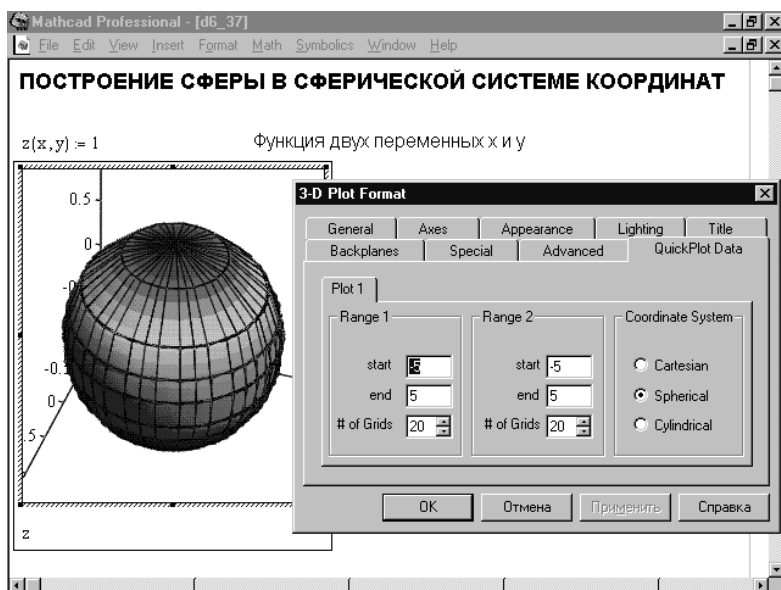 Mathcad Professional - [d6_37]
File Edit View Insert Format Math Symbolics Window Help
ПОСТРОЕНИЕ СФЕРЫ В СФЕРИЧЕСКОЙ СИСТЕМЕ КООРДИНАТ
z(x,y) := 1 Функция двух переменных x и y
0.5
0
0
.5
z
3-D Plot Format
General Axes Appearance Lighting Title
Backplanes Special Advanced QuickPlot Data
Plot 1
Range 1 Range 2 Coordinate System
start -5 start -5 Cartesian
end 5 end 5 Spherical
# of Grids 20 # of Grids 20 Cylindrical
OK Отмена Применить Справка